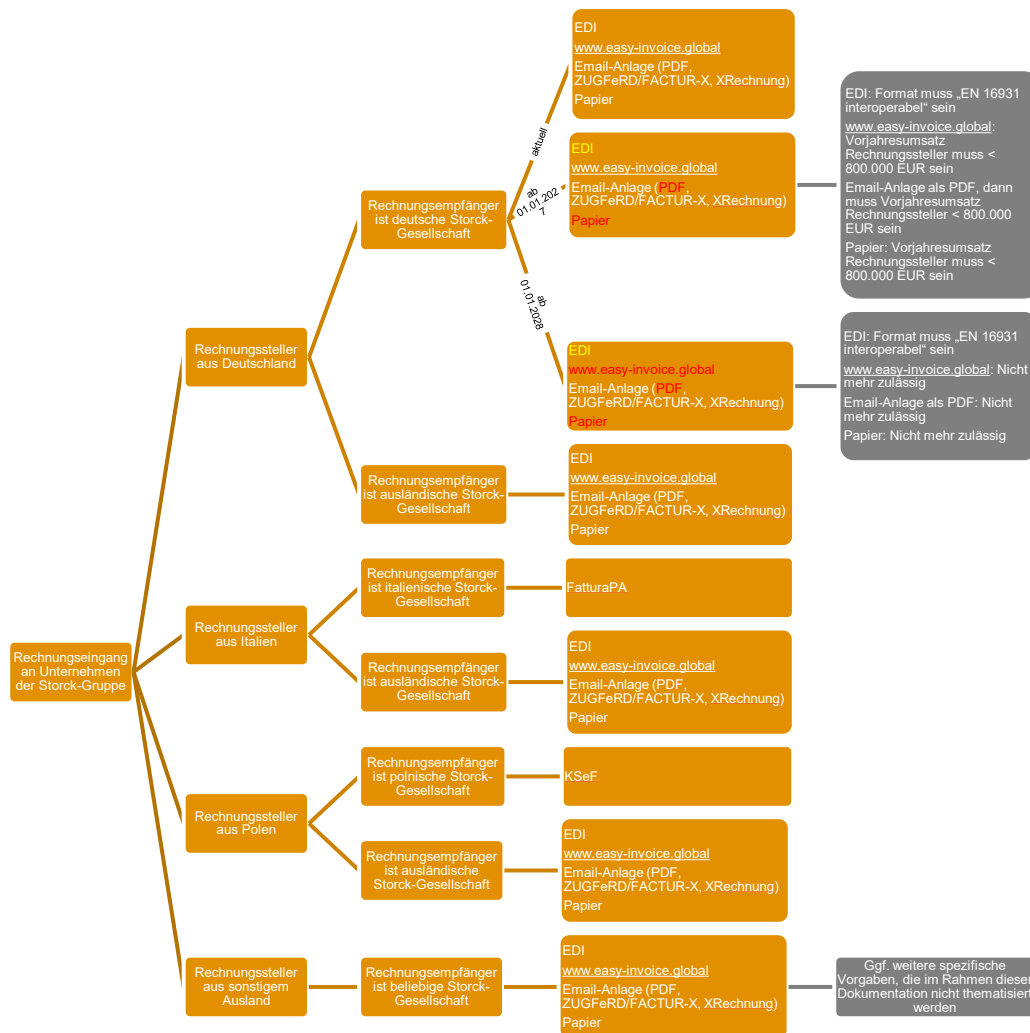 EDI
www.easy-invoice.global
Email-Anlage (PDF,
ZUGFeRD/FACTUR-X, XRechnung)
Papier
aktuell
EDI
www.easy-invoice.global
Email-Anlage (PDF,
ZUGFeRD/FACTUR-X, XRechnung)
Papier
ab
01.01.202
7
EDI: Format muss „EN 16931
interoperabel“ sein
www.easy-invoice.global:
Vorjahresumsatz
Rechnungssteller muss <
800.000 EUR sein
Email-Anlage als PDF, dann
muss Vorjahresumsatz
Rechnungssteller < 800.000
EUR sein
Papier: Vorjahresumsatz
Rechnungssteller muss <
800.000 EUR sein
Rechnungsempfänger
ist deutsche Storck-
Gesellschaft
ab
01.01.2028
EDI
www.easy-invoice.global
Email-Anlage (PDF,
ZUGFeRD/FACTUR-X, XRechnung)
Papier
EDI: Format muss „EN 16931
interoperabel“ sein
www.easy-invoice.global: Nicht
mehr zulässig
Email-Anlage als PDF: Nicht
mehr zulässig
Papier: Nicht mehr zulässig
Rechnungssteller
aus Deutschland
Rechnungsempfänger
ist ausländische Storck-
Gesellschaft
EDI
www.easy-invoice.global
Email-Anlage (PDF,
ZUGFeRD/FACTUR-X, XRechnung)
Papier
Rechnungsempfänger
ist italienische Storck-
Gesellschaft
FatturaPA
Rechnungssteller
aus Italien
Rechnungseingang
an Unternehmen
der Storck-Gruppe
Rechnungsempfänger
ist ausländische Storck-
Gesellschaft
EDI
www.easy-invoice.global
Email-Anlage (PDF,
ZUGFeRD/FACTUR-X, XRechnung)
Papier
Rechnungsempfänger
ist polnische Storck-
Gesellschaft
KSeF
Rechnungssteller
aus Polen
Rechnungsempfänger
ist ausländische
Storck-Gesellschaft
EDI
www.easy-invoice.global
Email-Anlage (PDF,
ZUGFeRD/FACTUR-X, XRechnung)
Papier
Rechnungssteller
aus sonstigem
Ausland
Rechnungsempfänger
ist beliebige Storck-
Gesellschaft
EDI
www.easy-invoice.global
Email-Anlage (PDF,
ZUGFeRD/FACTUR-X, XRechnung)
Papier
Ggf. weitere spezifische
Vorgaben, die im Rahmen dieser
Dokumentation nicht thematisiert
werden